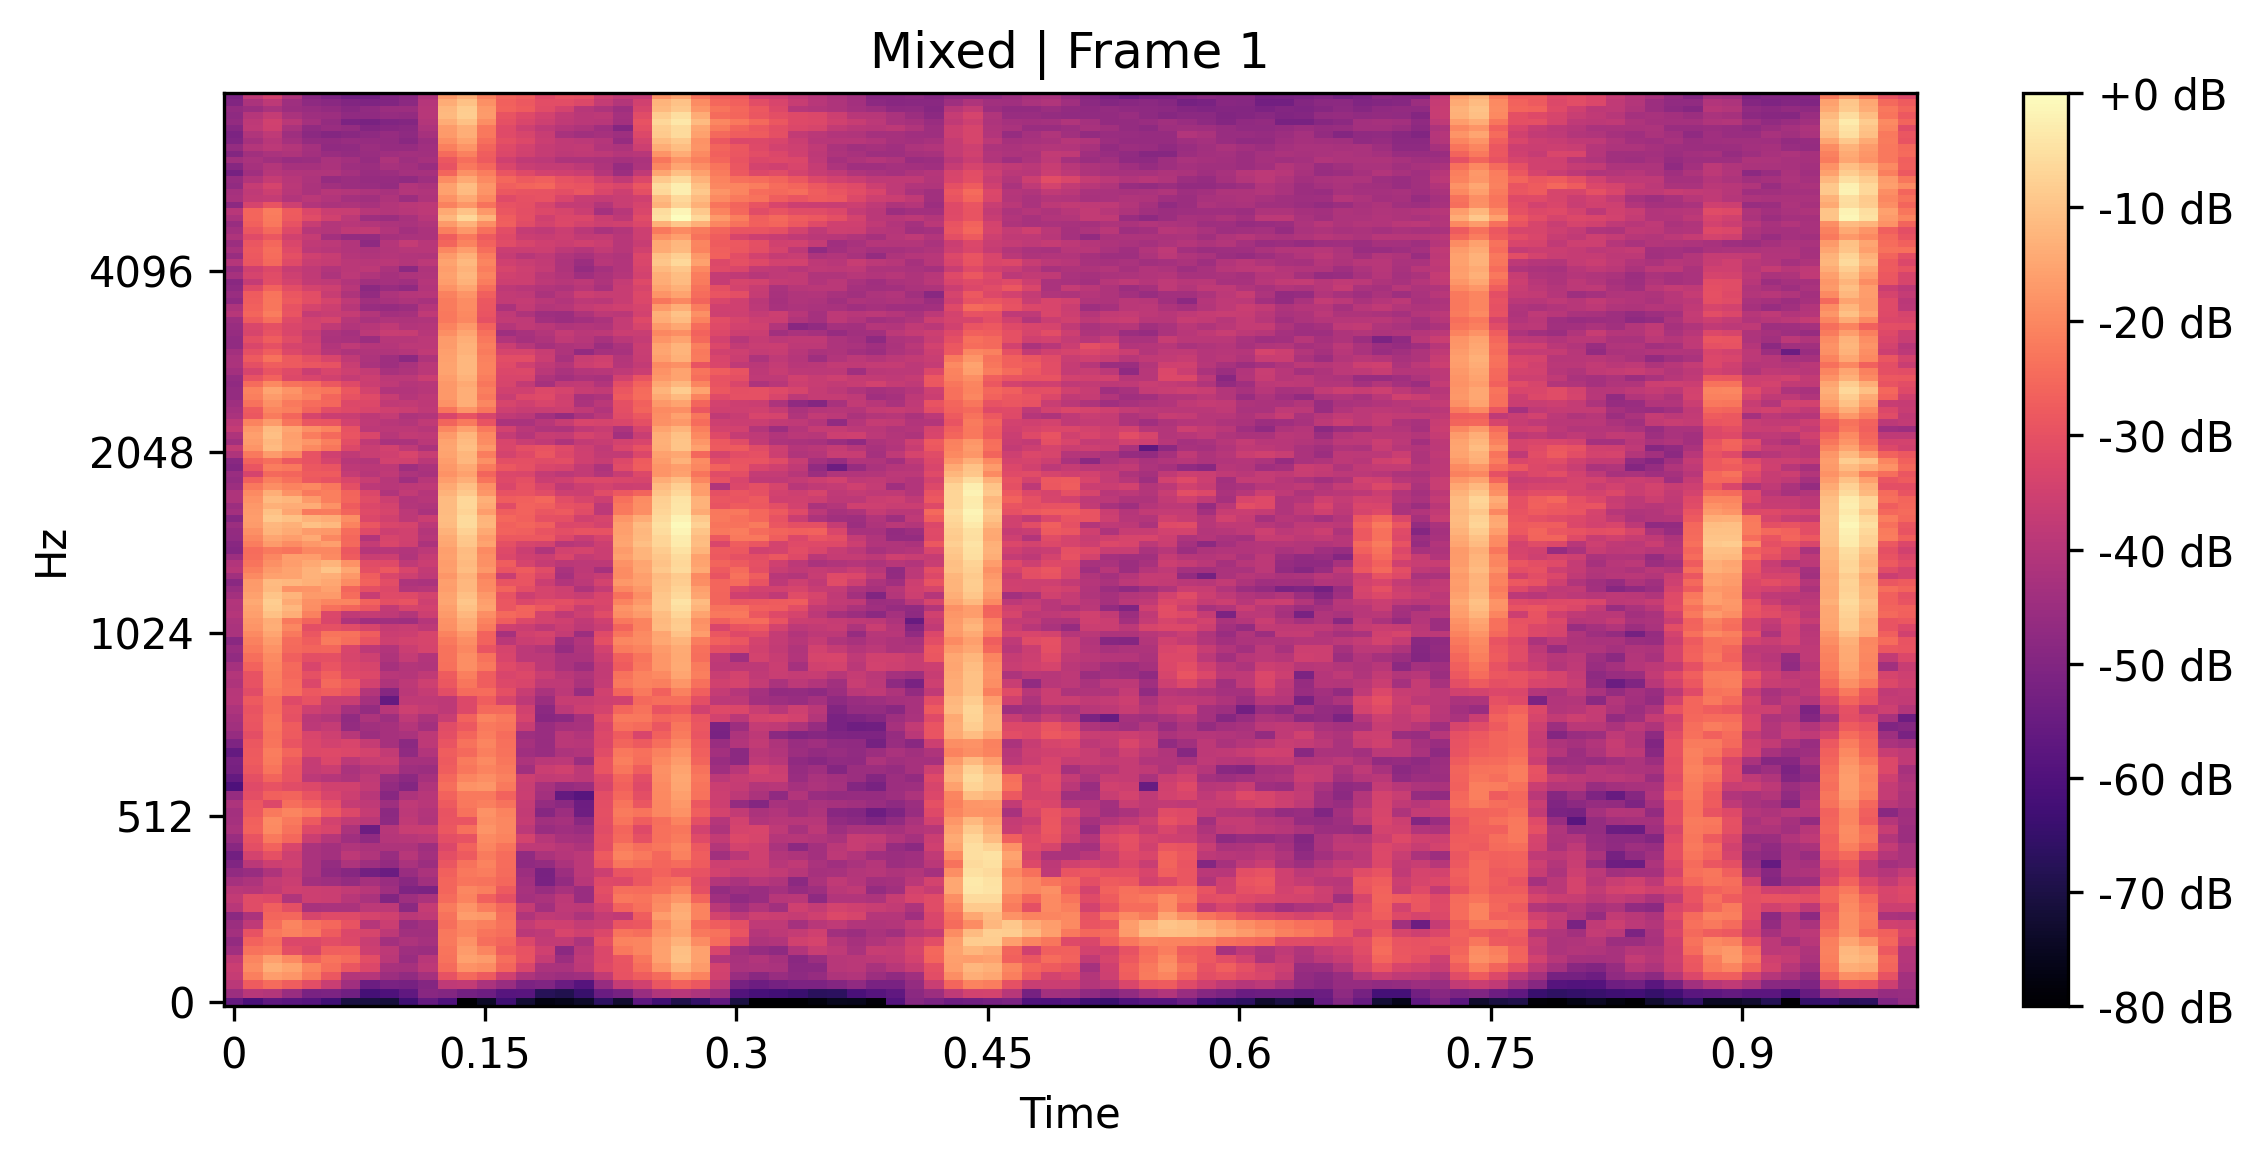 Mixed | Frame 1
Hz
4096
2048
1024
512
0
0 0.15 0.3 0.45 0.6 0.75 0.9
Time
+0 dB
-10 dB
-20 dB
-30 dB
-40 dB
-50 dB
-60 dB
-70 dB
-80 dB